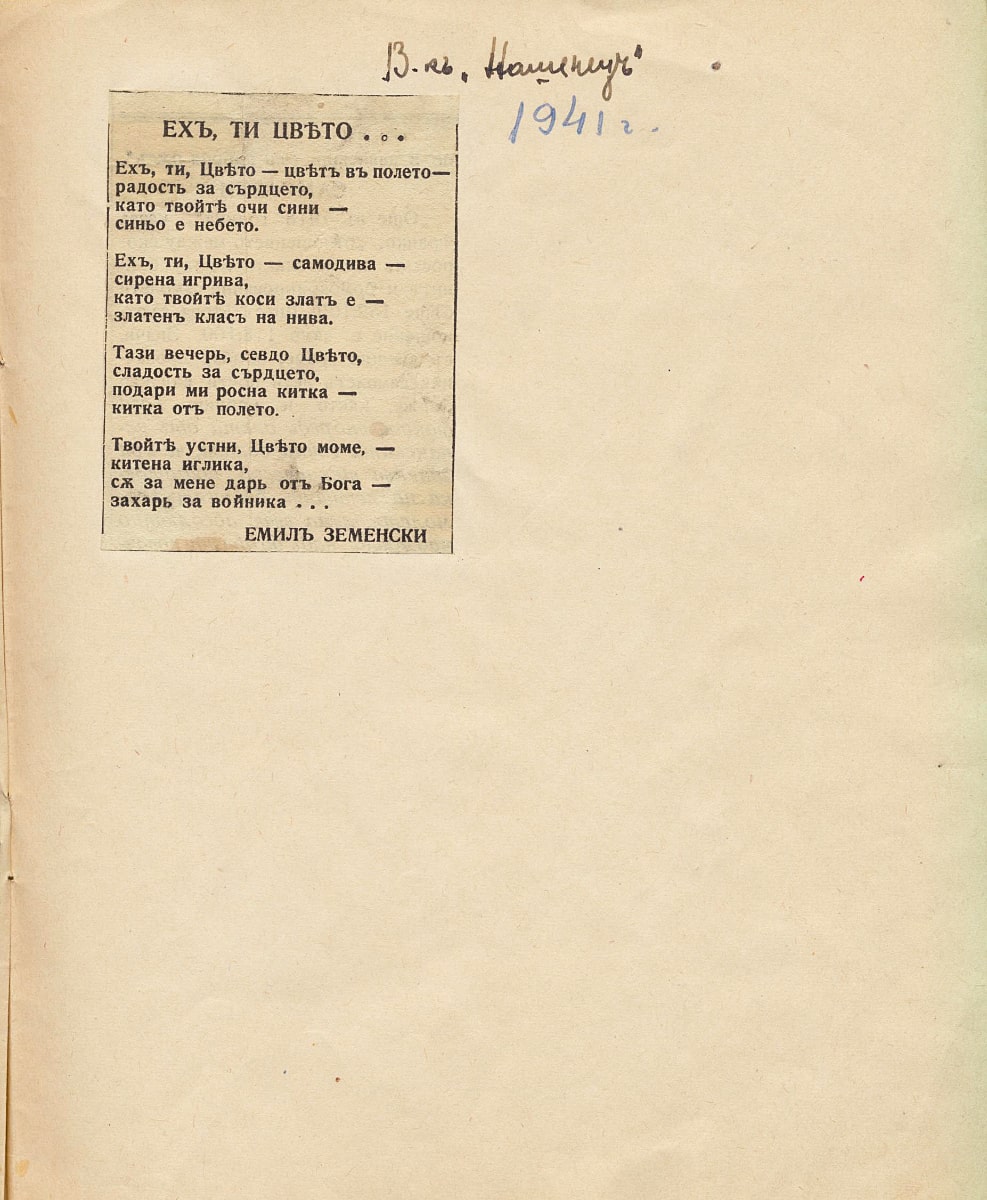 В-къ „Нашенецъ"
1941 г.
ЕХЪ, ТИ ЦВѢТО . . .
Ехъ, ти, Цвѣто — цвѣтъ въ полето—
радость за сърдцето,
като твойтѣ очи сини —
синьо е небето.
Ехъ, ти, Цвѣто — самодива —
сирена игрива,
като твойтѣ коси златъ е —
златенъ класъ на нива.
Тази вечерь, севдо Цвѣто,
сладость за сърдцето,
подари ми росна китка —
китка отъ полето.
Твойтѣ устни, Цвѣто моме, —
китена иглика,
сѫ за мене даръ отъ Бога —
захарь за войника . . .
ЕМИЛЪ ЗЕМЕНСКИ